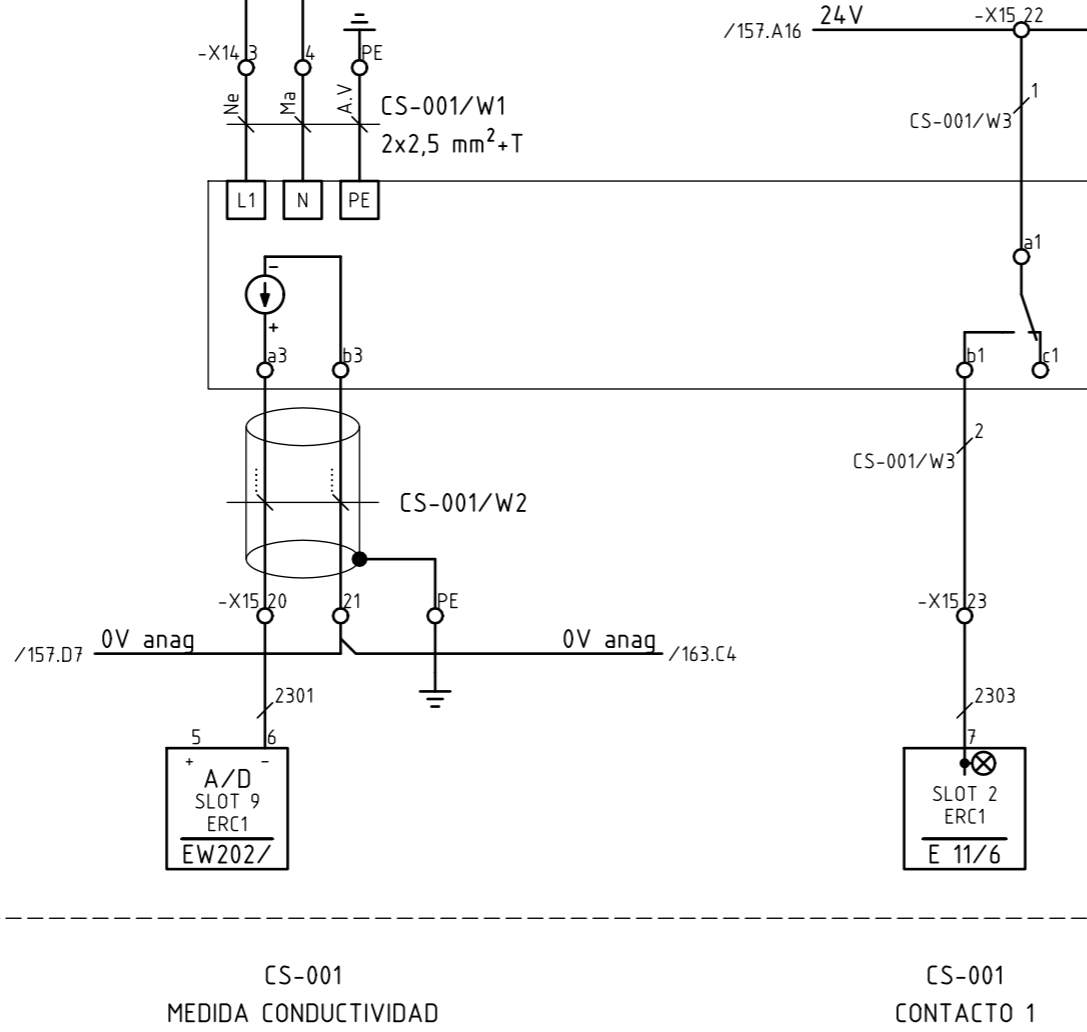 /157.A16
24V
-X15
22
-X14
3
4
PE
Ne
Ma
A.V
CS-001/W1
2x2,5 mm²+T
1
CS-001/W3
L1
N
PE
a1
-
+
a3
b3
b1
c1
2
CS-001/W3
CS-001/W2
-X15
20
21
PE
-X15
23
/157.D7
0V anag
0V anag
/163.C4
2301
2303
5
6
7
+
-
A/D
SLOT 9
ERC1
EW202/
SLOT 2
ERC1
E 11/6
CS-001
MEDIDA CONDUCTIVIDAD
CS-001
CONTACTO 1